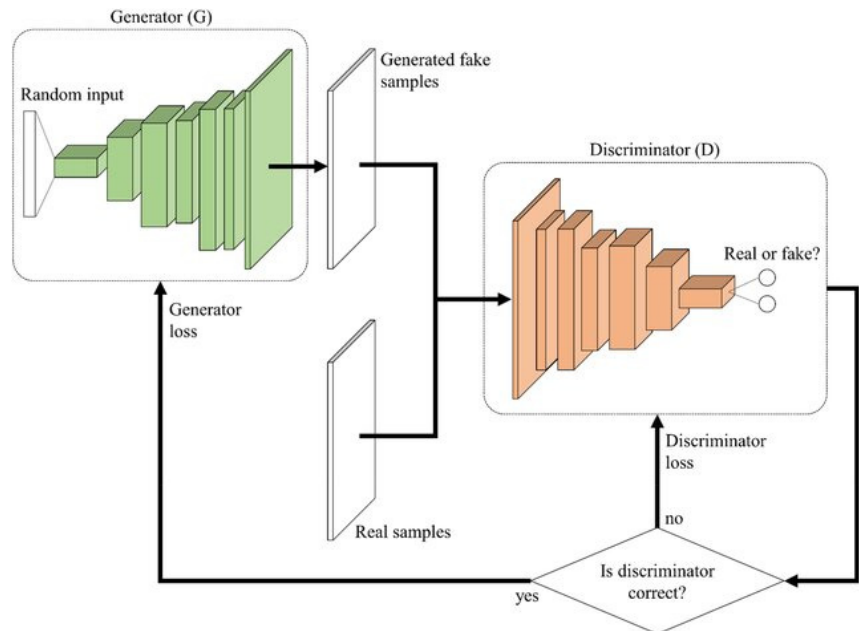 Generator (G)
Random input
Generated fake
samples
Discriminator (D)
Real or fake?
Generator
loss
Real samples
Discriminator
loss
no
Is discriminator
correct?
yes